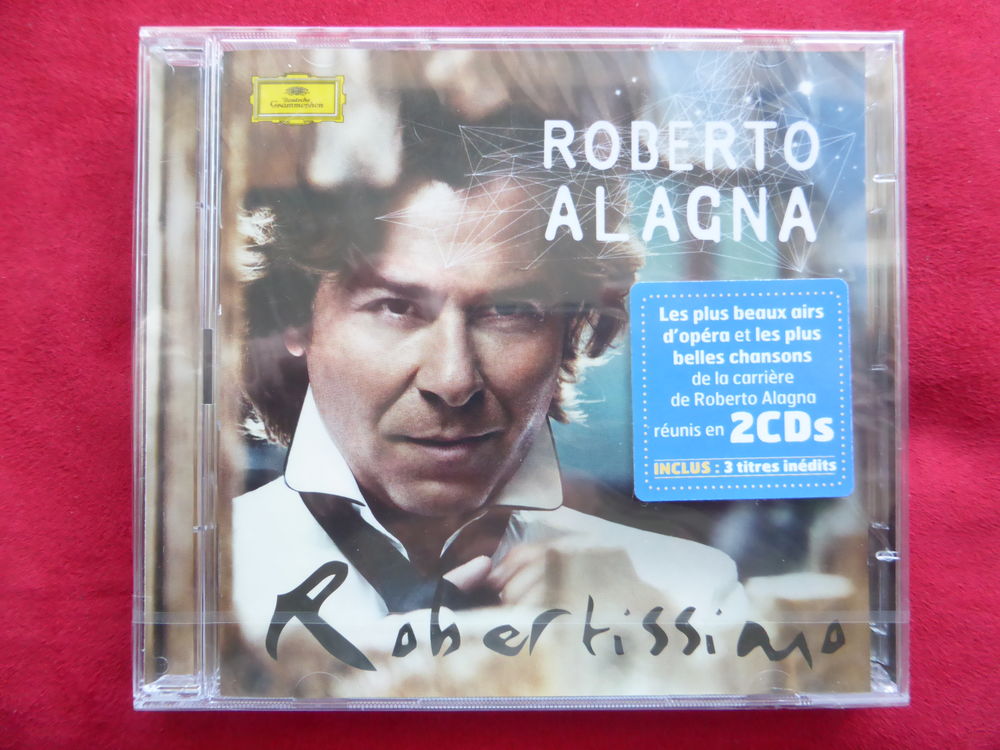 Deutsche
Grammophon
ROBERTO
ALAGNA
Les plus beaux airs
d'opéra et les plus
belles chansons
de la carrière
de Roberto Alagna
réunis en 2CDs
INCLUS : 3 titres inédits
Robertissimo